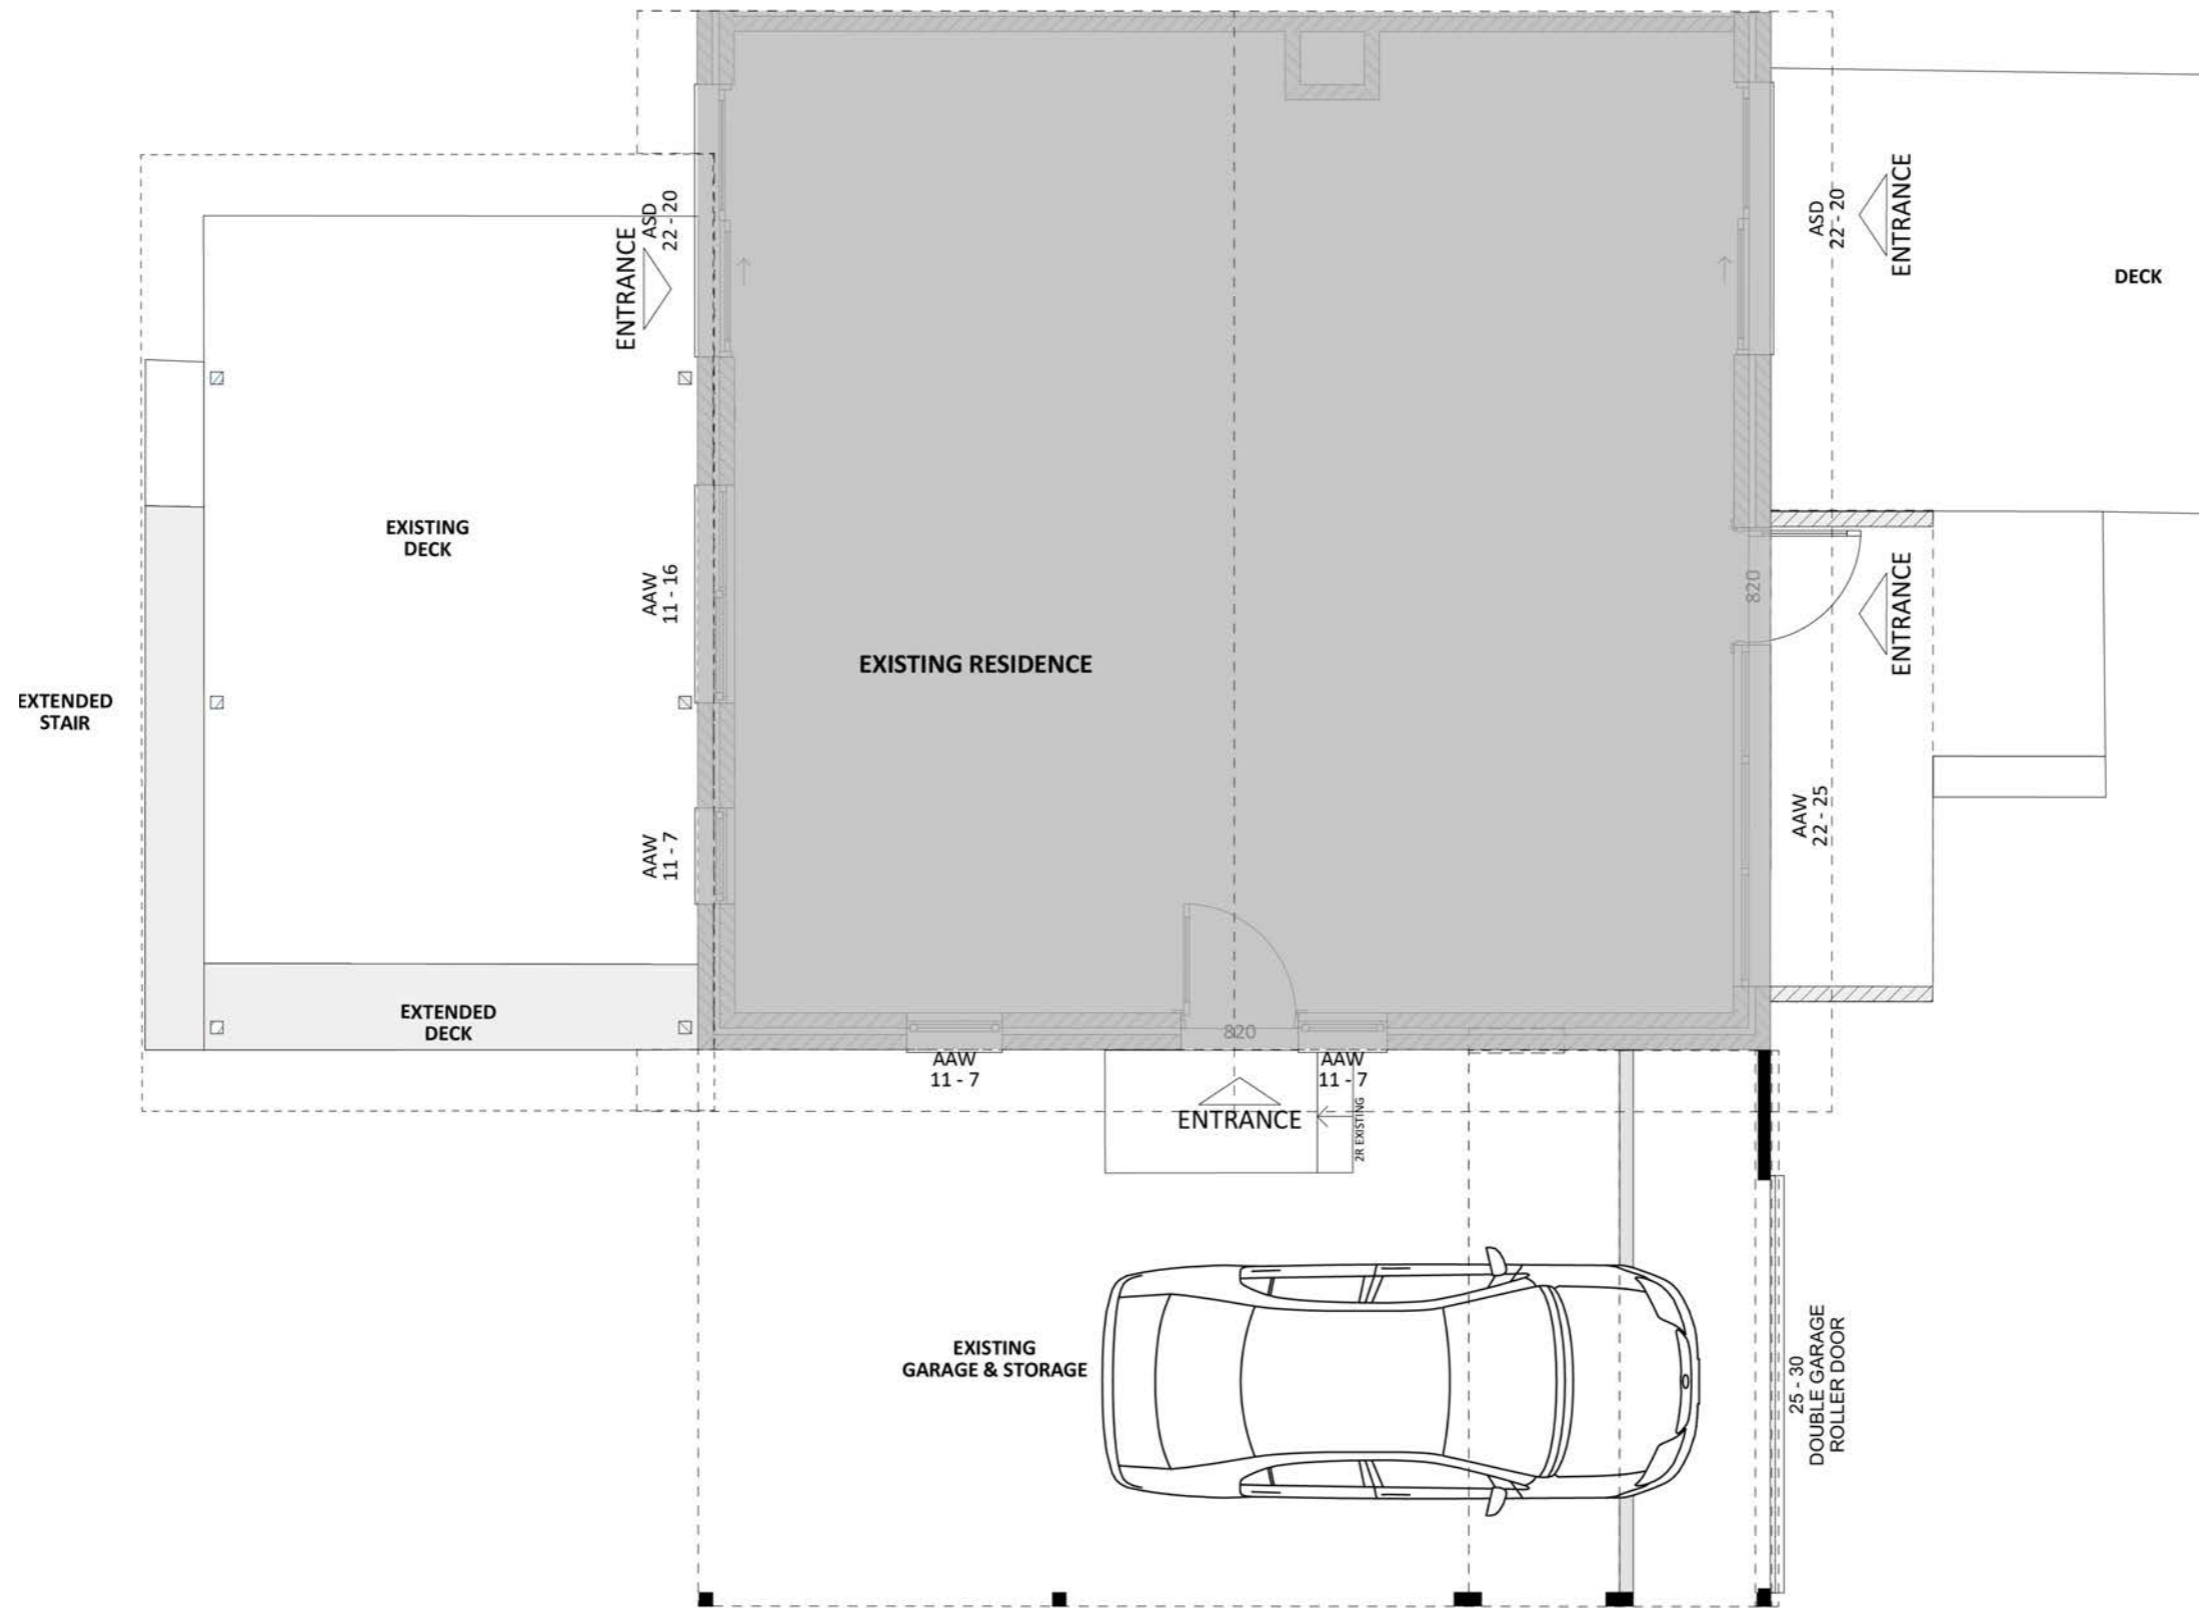 ASD
22 - 20
ENTRANCE
ASD
22 - 20
ENTRANCE
DECK
EXISTING
DECK
AAW
11 - 16
820
ENTRANCE
EXISTING RESIDENCE
EXTENDED
STAIR
AAW
11 - 7
AAW
22 - 25
EXTENDED
DECK
820
AAW
11 - 7
AAW
11 - 7
ENTRANCE
2R EXISTING
EXISTING
GARAGE & STORAGE
25 - 30
DOUBLE GARAGE
ROLLER DOOR